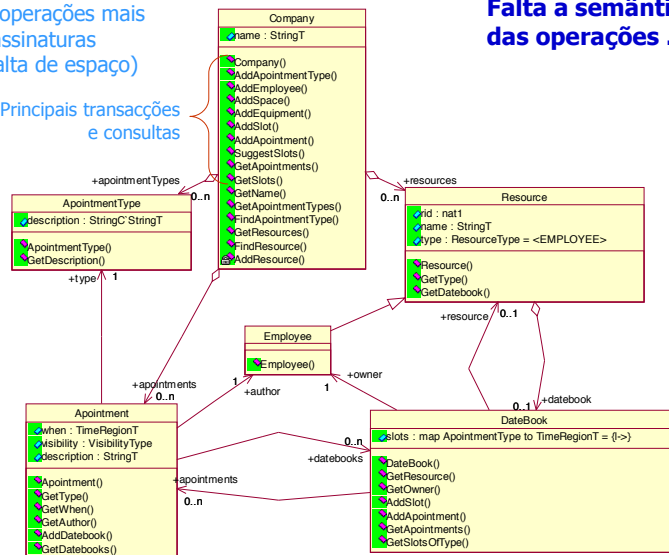 operações mais
assinaturas
alta de espaço)
Falta a semânti
das operações
Principais transacções
e consultas
Company
name : StringT
Company()
AddApointmentType()
AddEmployee()
AddSpace()
AddEquipment()
AddSlot()
AddApointment()
SuggestSlots()
GetApointments()
GetSlots()
GetName()
GetApointmentTypes()
FindApointmentType()
GetResources()
FindResource()
AddResource()
+apointmentTypes
0..n
+resources
0..n
ApointmentType
description : StringC`StringT
ApointmentType()
GetDescription()
+type
1
Resource
rid : nat1
name : StringT
type : ResourceType = <EMPLOYEE>
Resource()
GetType()
GetDatebook()
+resource
0..1
Employee
Employee()
1
+author
+owner
1
+apointments
0..n
0..1
+datebook
Apointment
when : TimeRegionT
visibility : VisibilityType
description : StringT
Apointment()
GetType()
GetWhen()
GetAuthor()
AddDatebook()
GetDatebooks()
0..n
+datebooks
+apointments
0..n
DateBook
slots : map ApointmentType to TimeRegionT = {|->}
DateBook()
GetResource()
GetOwner()
AddSlot()
AddApointment()
GetApointments()
GetSlotsOfType()